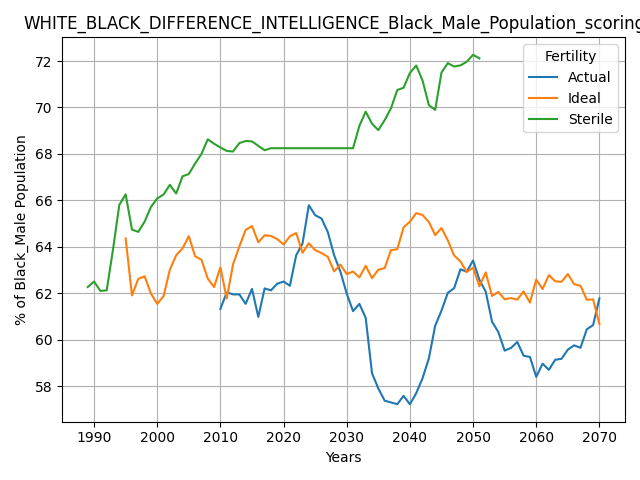 WHITE_BLACK_DIFFERENCE_INTELLIGENCE_Black_Male_Population_scoring
72
70
68
66
64
62
60
58
% of Black_Male Population
Fertility
Actual
Ideal
Sterile
1990 2000 2010 2020 2030 2040 2050 2060 2070
Years